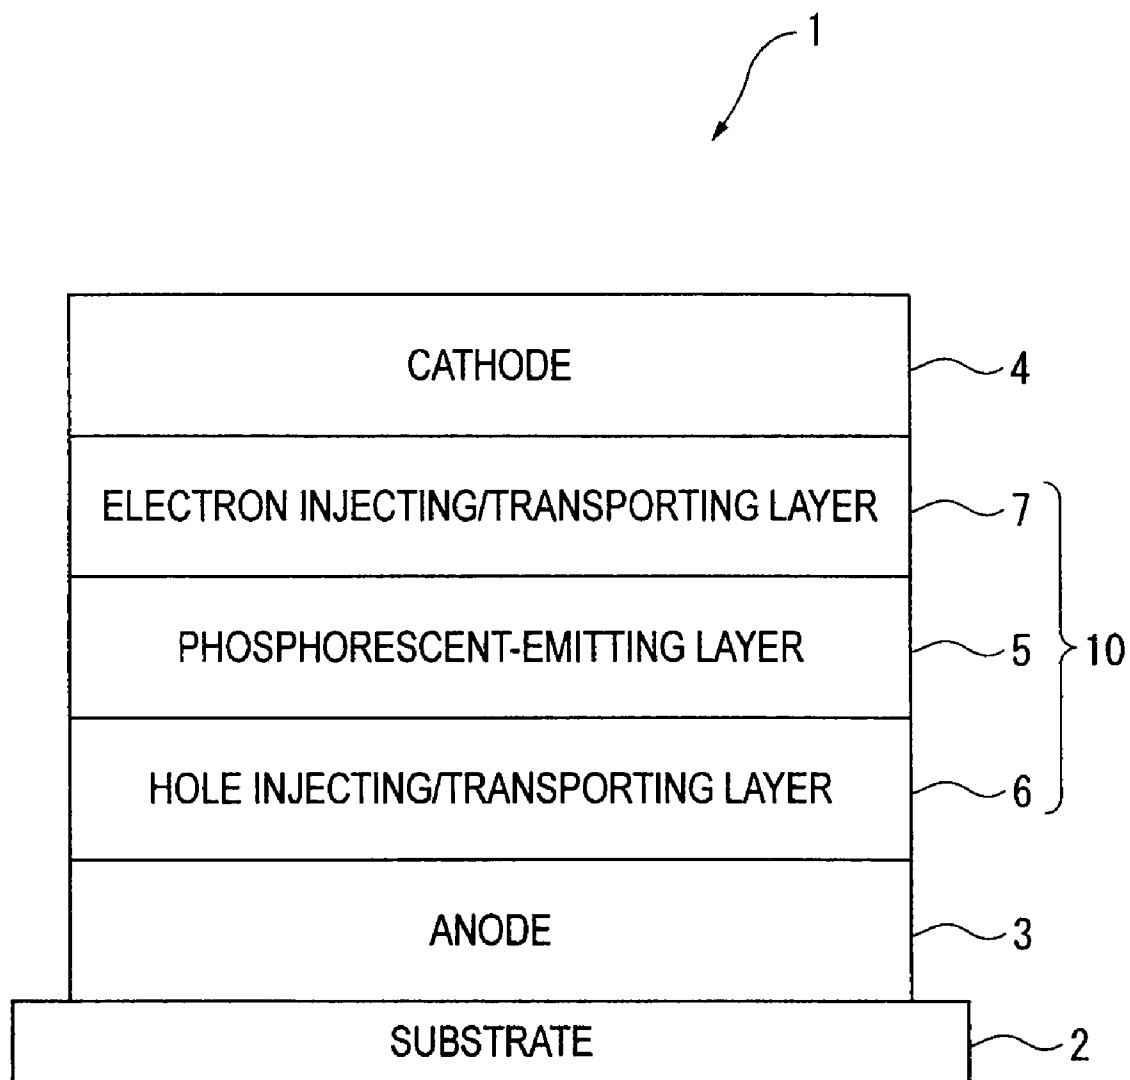 1
CATHODE 4
ELECTRON INJECTING/TRANSPORTING LAYER 7
PHOSPHORESCENT-EMITTING LAYER 5 10
HOLE INJECTING/TRANSPORTING LAYER 6
ANODE 3
SUBSTRATE 2